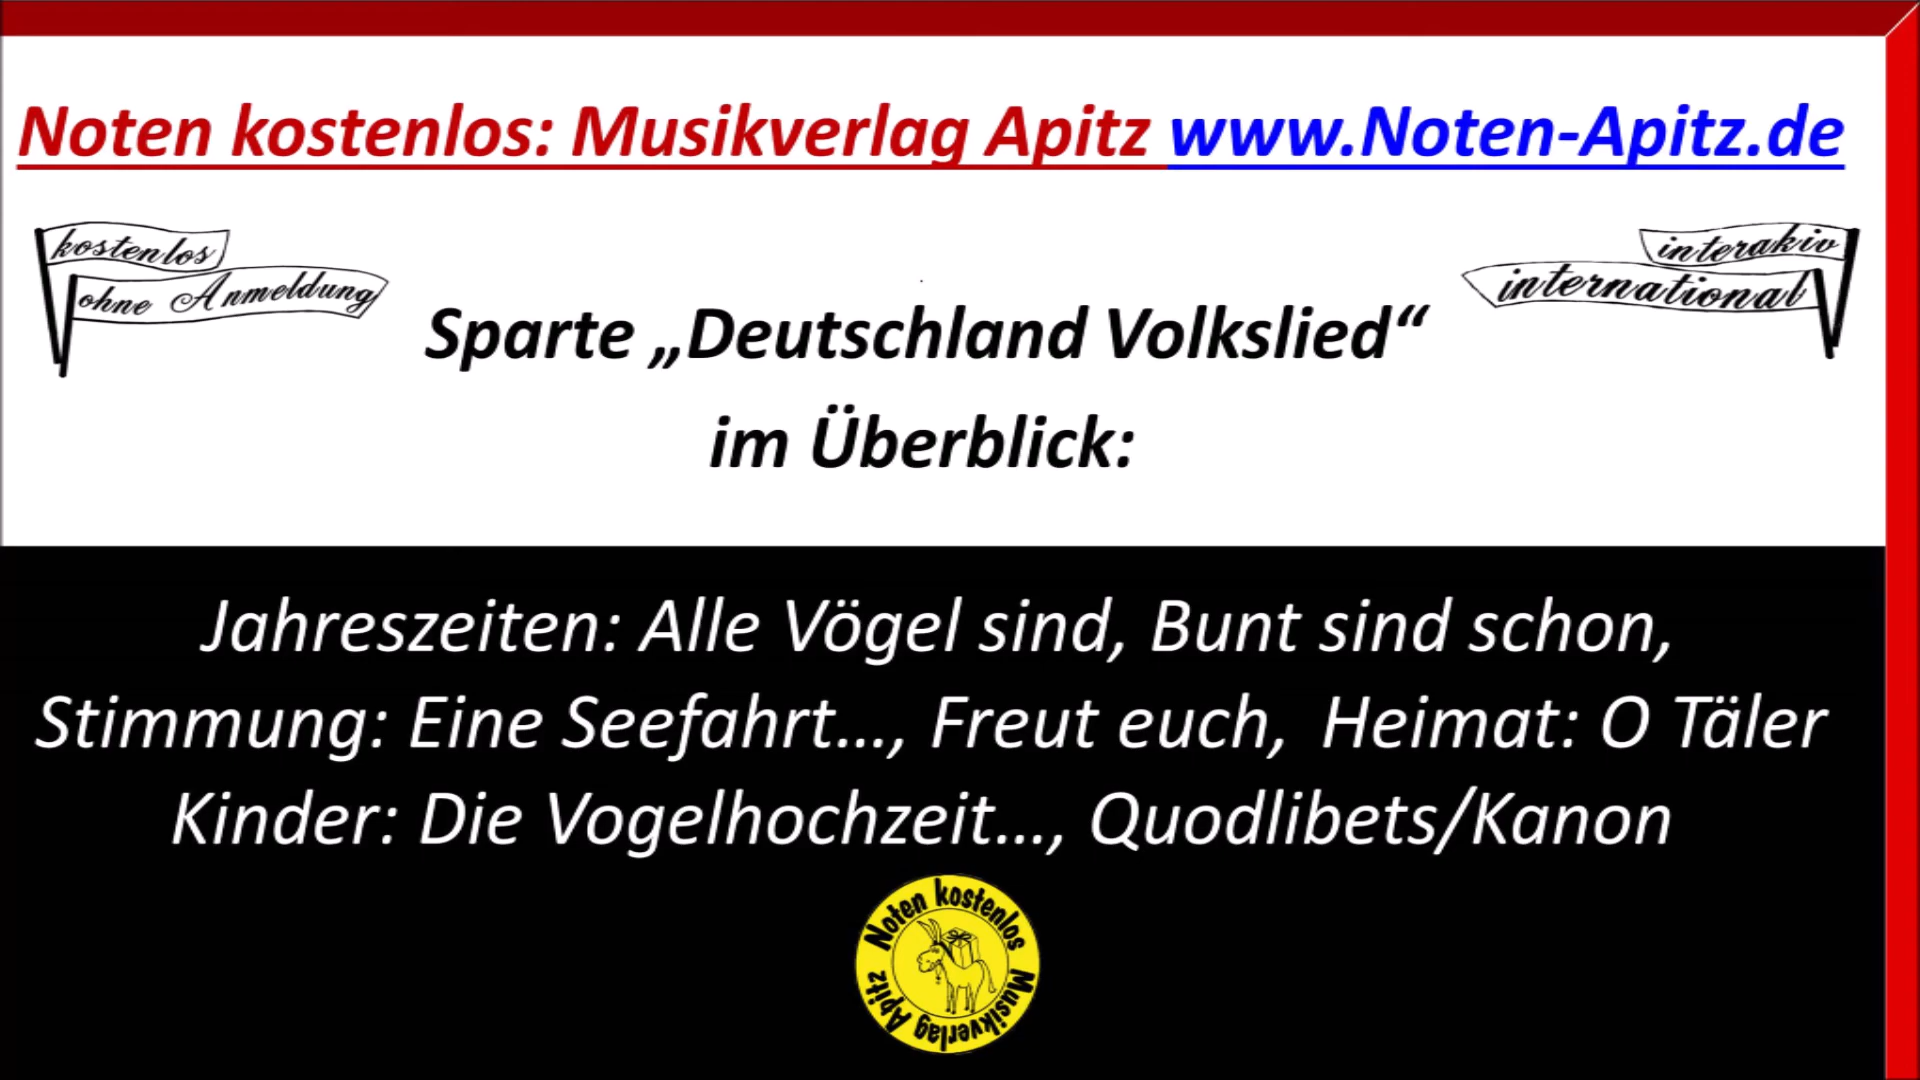 Noten kostenlos: Musikverlag Apitz www.Noten-Apitz.de
kostenlos
ohne Anmeldung
interakiv
international
Sparte „Deutschland Volkslied“
im Überblick:
Jahreszeiten: Alle Vögel sind, Bunt sind schon,
Stimmung: Eine Seefahrt…, Freut euch, Heimat: O Täler
Kinder: Die Vogelhochzeit…, Quodlibets/Kanon
Noten kostenlos Musikverlag Apitz